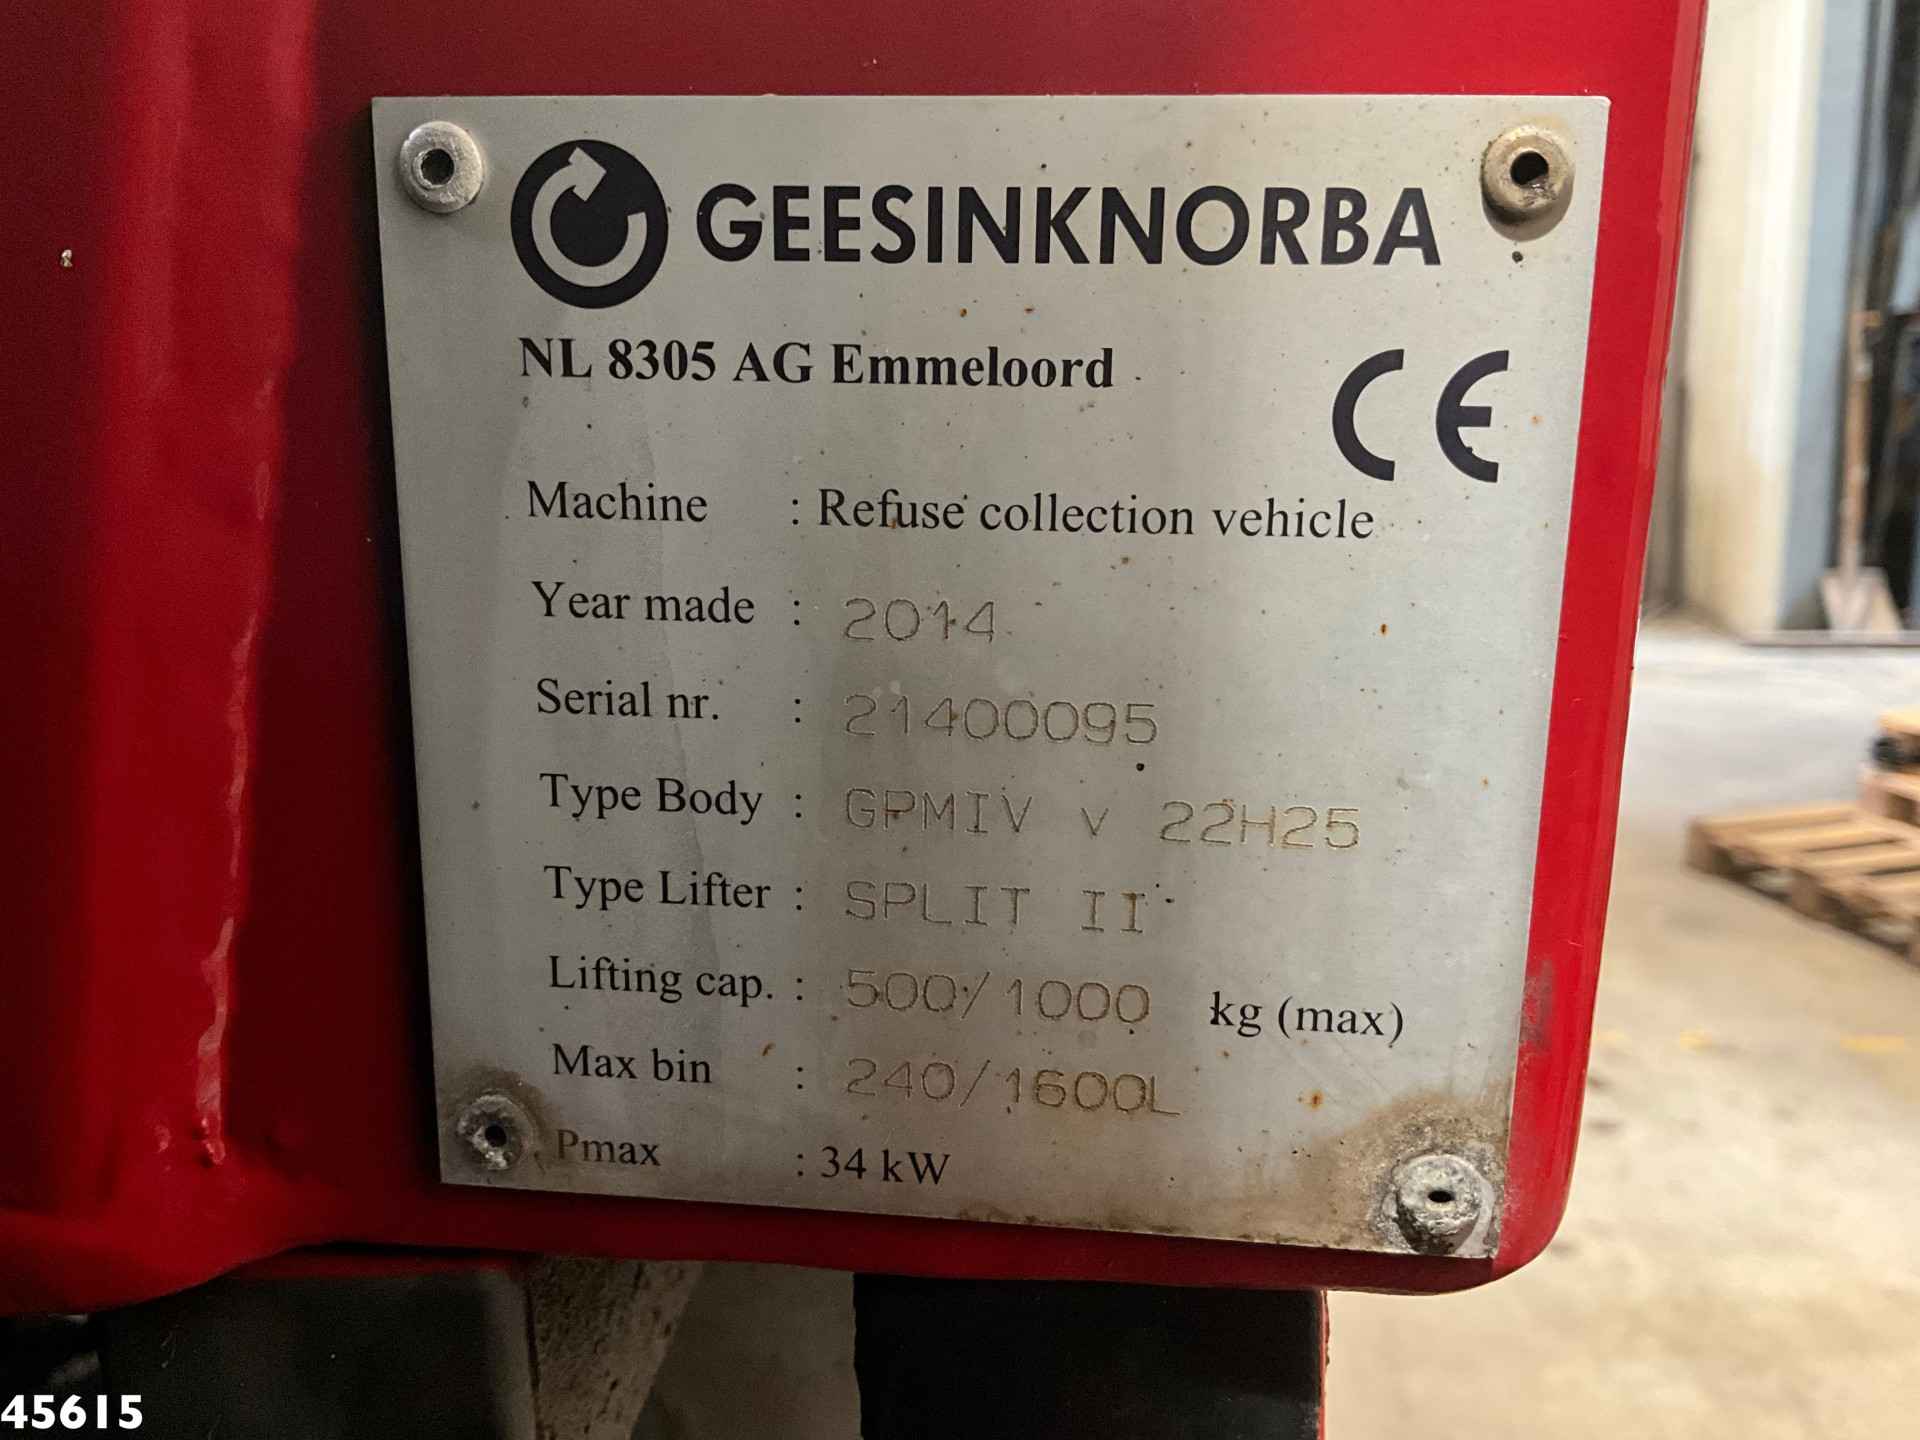 GEESINKNORBA
NL 8305 AG Emmeloord
CE
Machine : Refuse collection vehicle
Year made : 2014
Serial nr. : 21400095
Type Body : GPMIV v 22H25
Type Lifter : SPLIT II
Lifting cap. : 500/1000 kg (max)
Max bin : 240/1600L
Pmax : 34 kW
45615